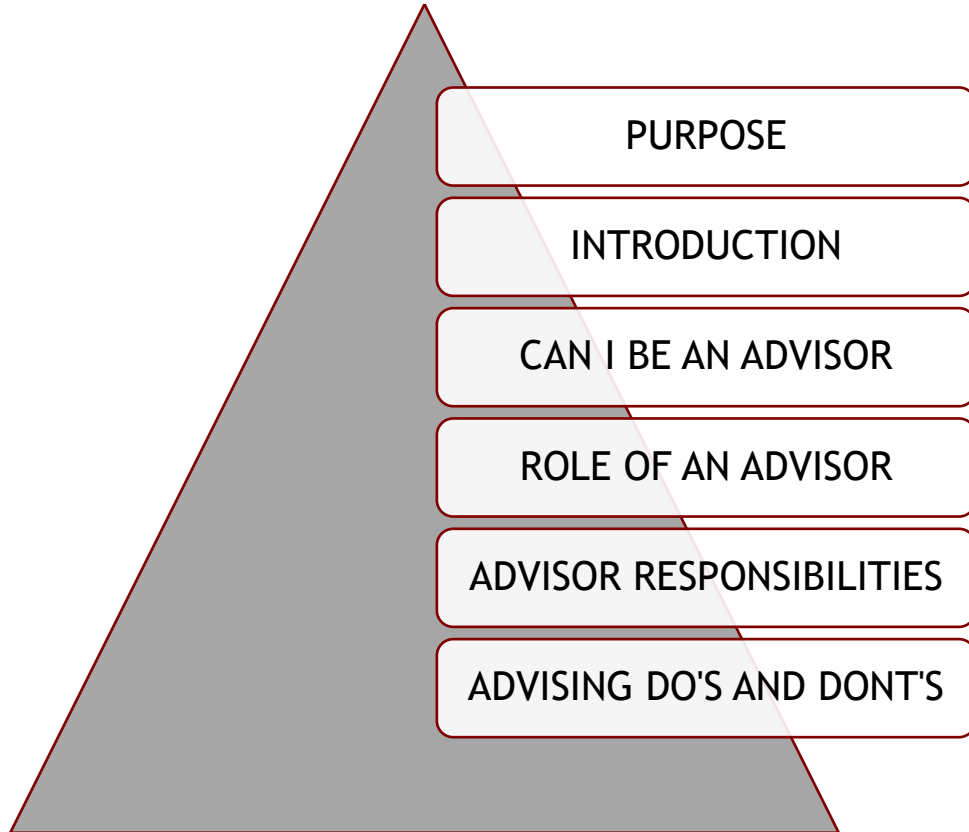 PURPOSE
INTRODUCTION
CAN I BE AN ADVISOR
ROLE OF AN ADVISOR
ADVISOR RESPONSIBILITIES
ADVISING DO'S AND DONT'S